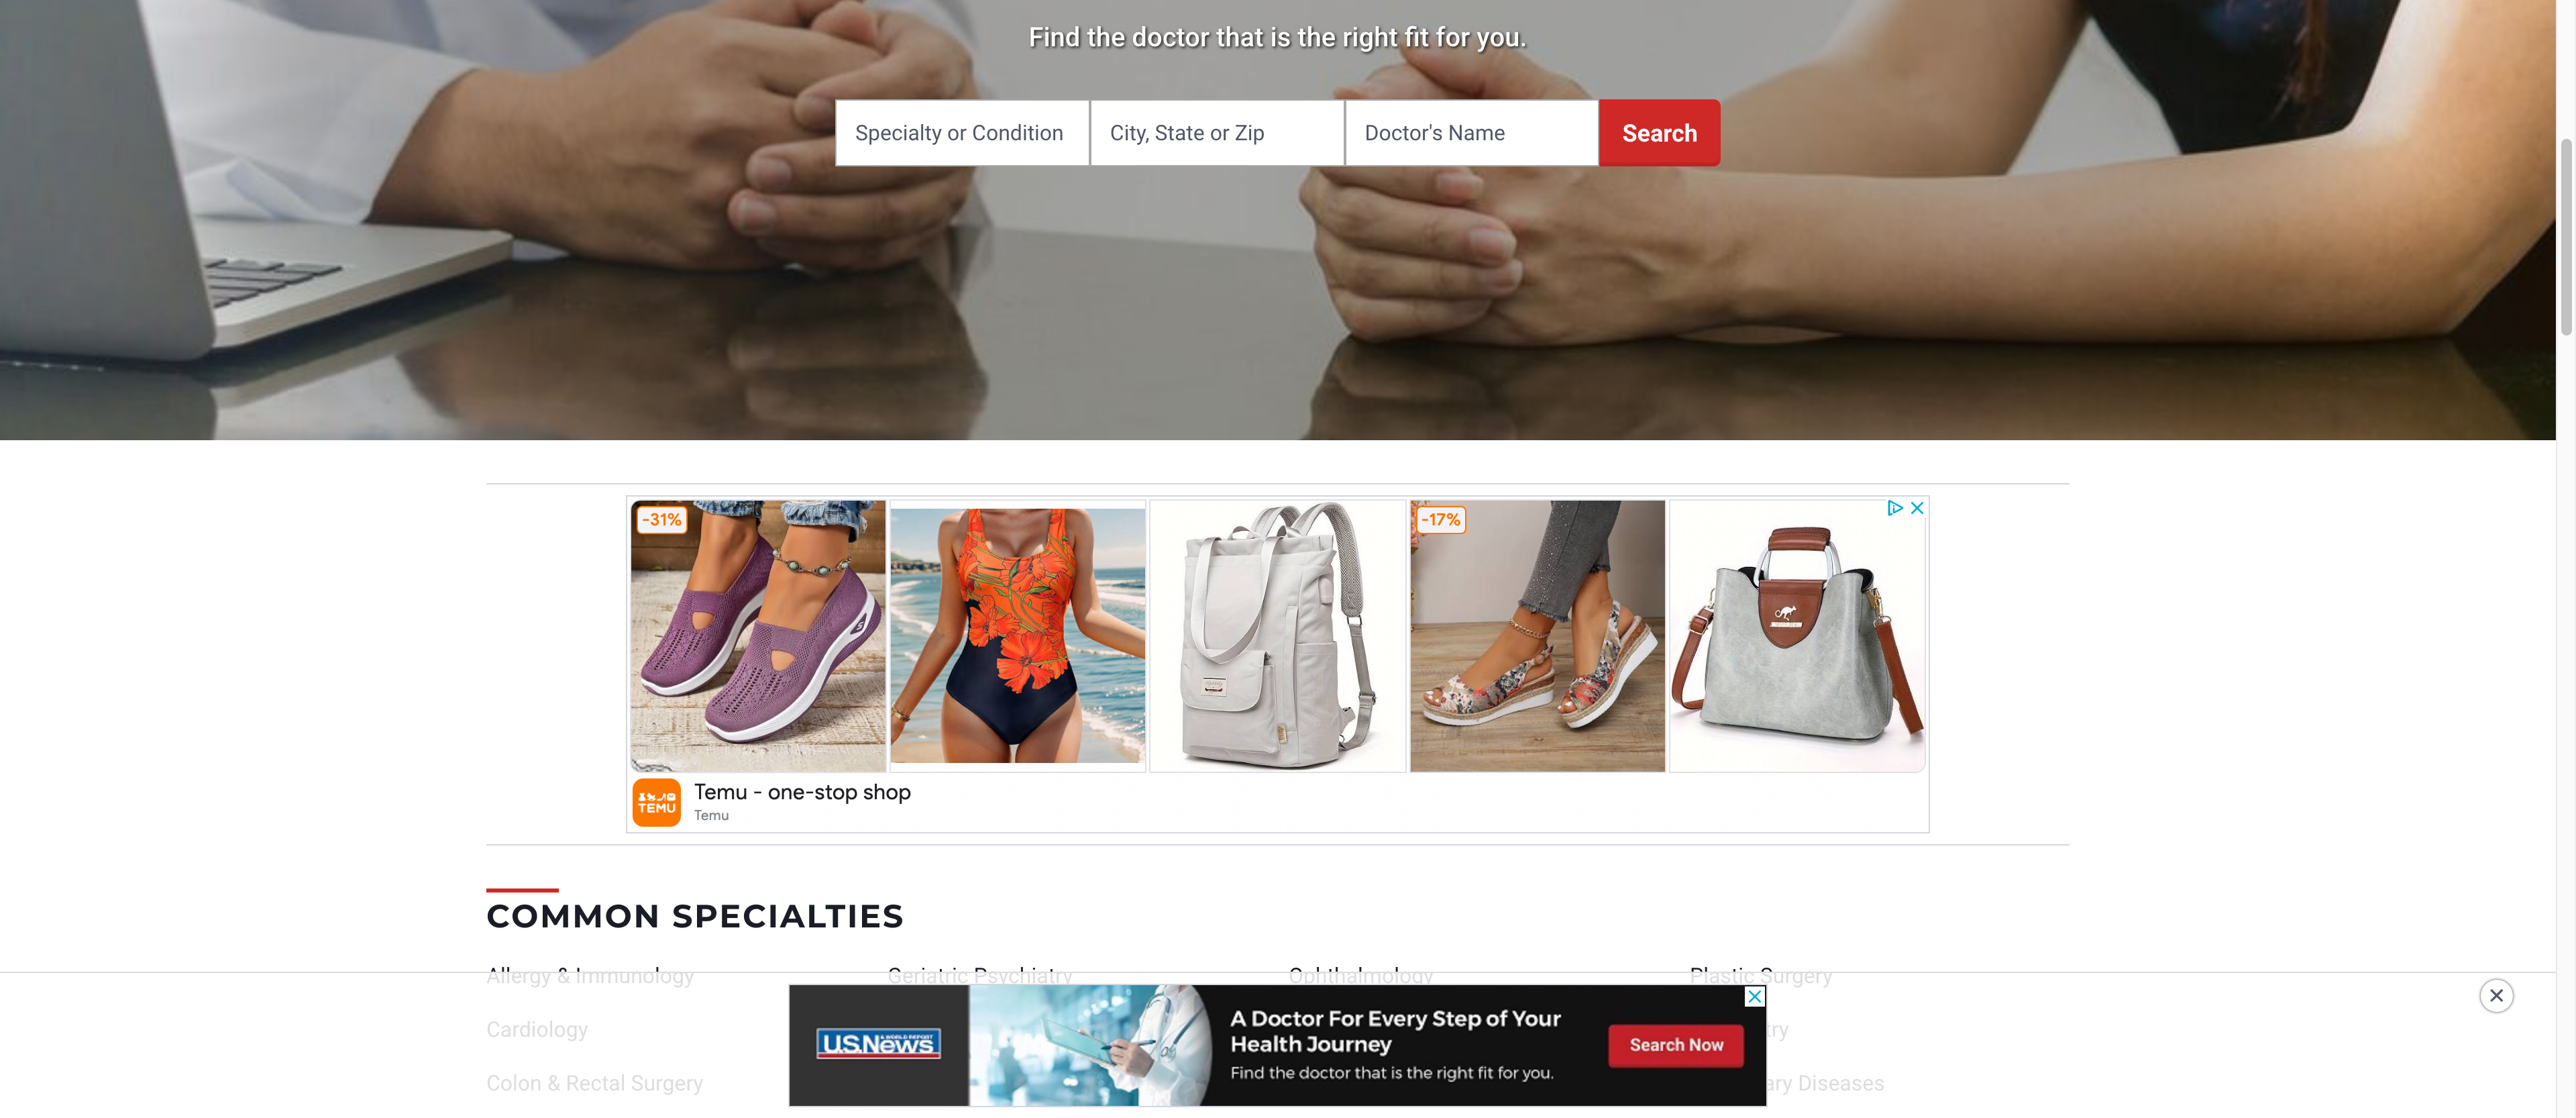 Find the doctor that is the right fit for you.
Specialty or Condition
City, State or Zip
Doctor's Name
Search
-31%
-17%
TEMU
Temu - one-stop shop
Temu
COMMON SPECIALTIES
Allergy & Immunology
Geriatric Psychiatry
Ophthalmology
Plastic Surgery
Cardiology
try
Colon & Rectal Surgery
ary Diseases
U.S.News
& WORLD REPORT
A Doctor For Every Step of Your
Health Journey
Find the doctor that is the right fit for you.
Search Now